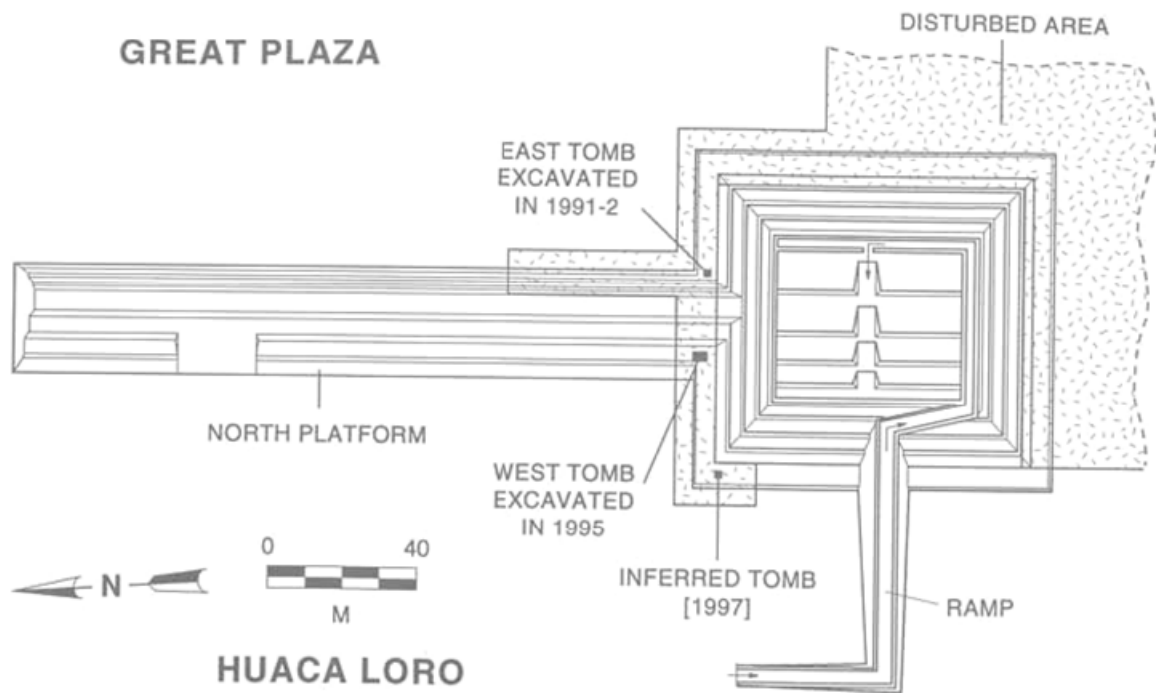 GREAT PLAZA
DISTURBED AREA
EAST TOMB
EXCAVATED
IN 1991-2
NORTH PLATFORM
WEST TOMB
EXCAVATED
IN 1995
INFERRED TOMB
[1997]
RAMP
N
0 40
M
HUACA LORO